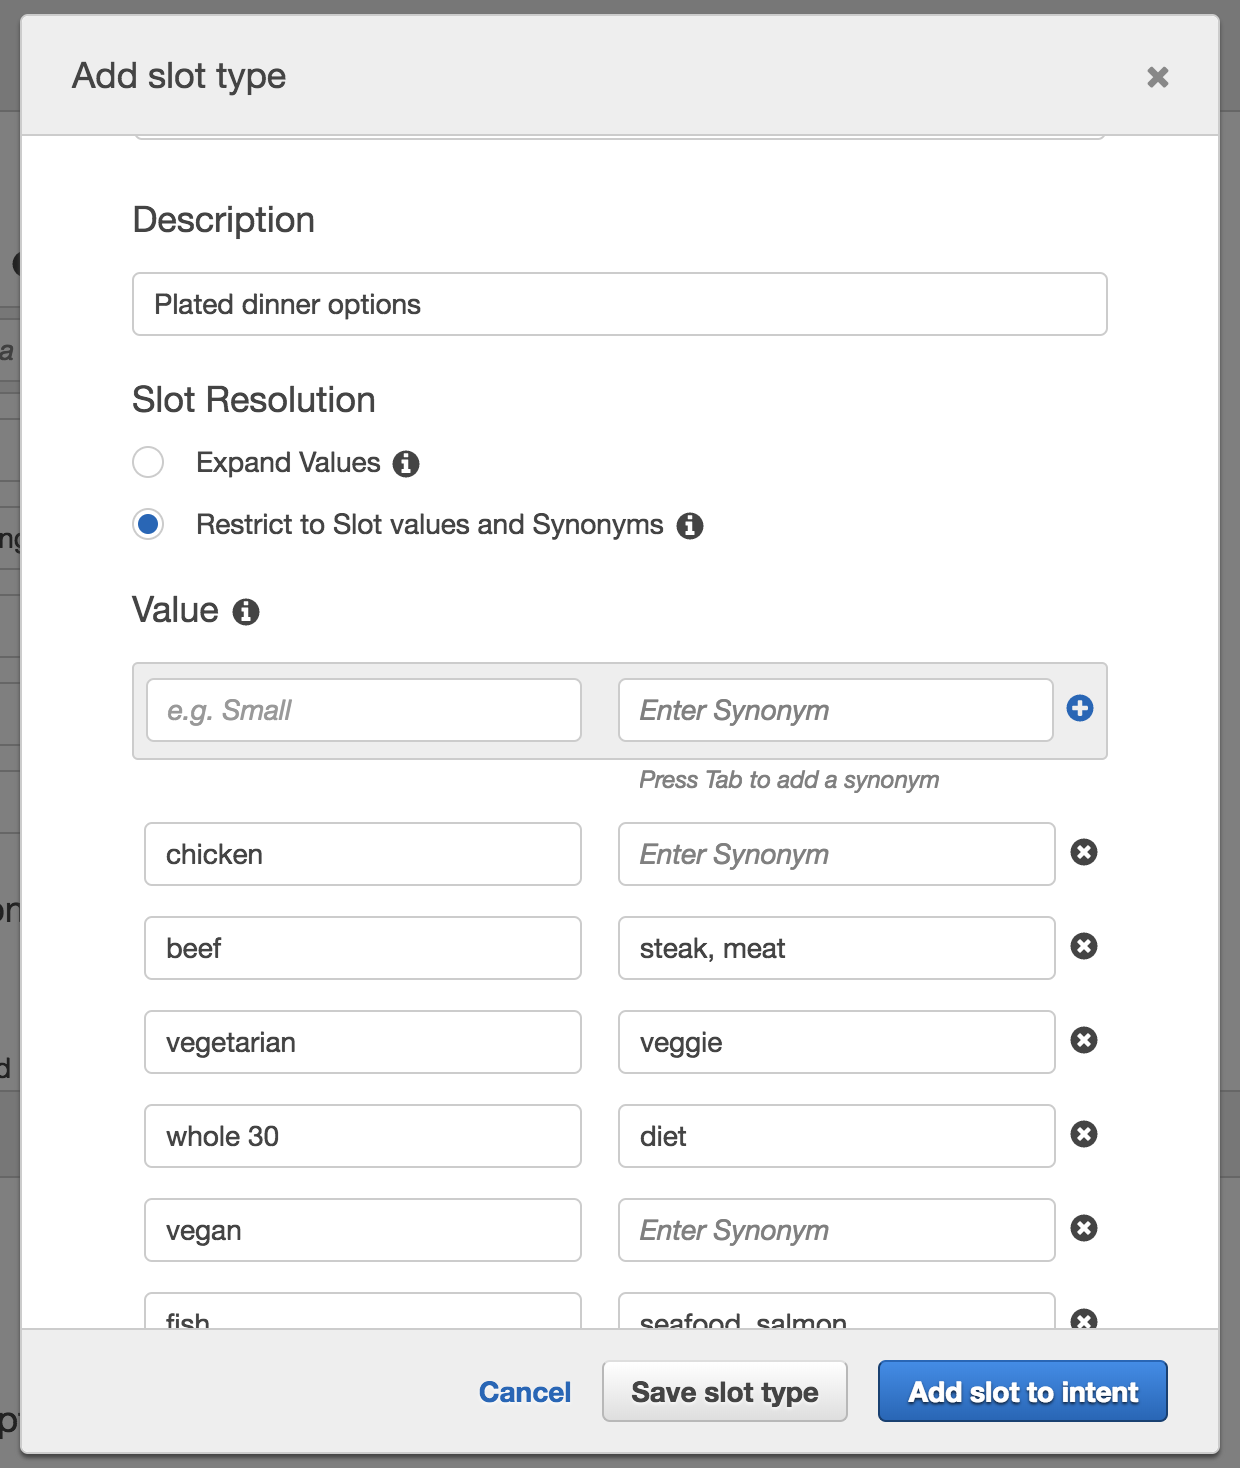 Add slot type
Description
Plated dinner options
Slot Resolution
Expand Values
Restrict to Slot values and Synonyms
Value
e.g. Small Enter Synonym
Press Tab to add a synonym
chicken Enter Synonym
beef steak, meat
vegetarian veggie
whole 30 diet
vegan Enter Synonym
fish seafood, salmon
Cancel Save slot type Add slot to intent